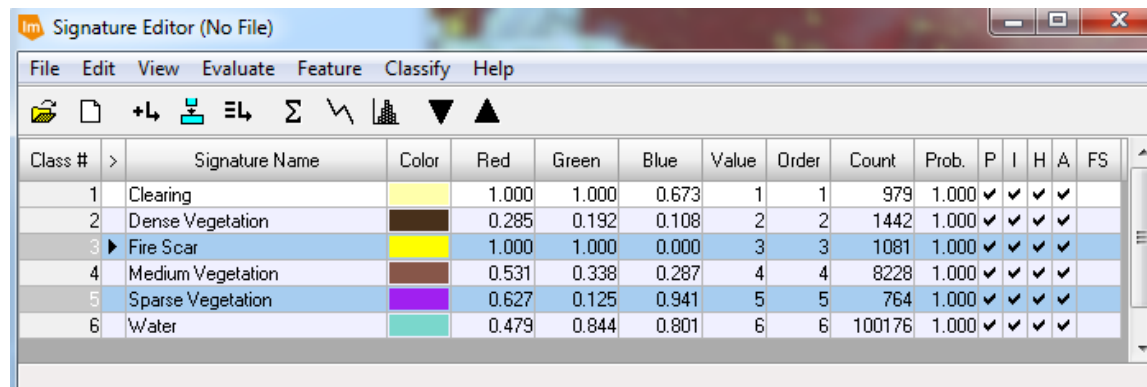 Im Signature Editor (No File)
File Edit View Evaluate Feature Classify Help
Class # > Signature Name Color Red Green Blue Value Order Count Prob. P I H A FS
1 Clearing 1.000 1.000 0.673 1 1 979 1.000
2 Dense Vegetation 0.285 0.192 0.108 2 2 1442 1.000
3 Fire Scar 1.000 1.000 0.000 3 3 1081 1.000
4 Medium Vegetation 0.531 0.338 0.287 4 4 8228 1.000
5 Sparse Vegetation 0.627 0.125 0.941 5 5 764 1.000
6 Water 0.479 0.844 0.801 6 6 100176 1.000